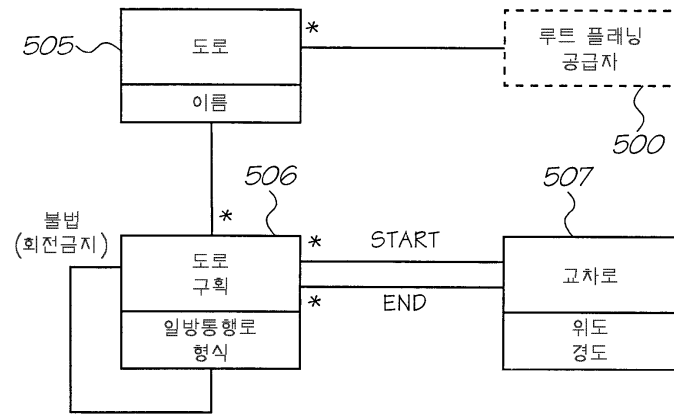 505
도로
*
루트 플래닝
공급자
이름
500
506
507
불법
(회전금지)
*
도로
구획
*
START
*
END
교차로
일방통행로
형식
위도
경도